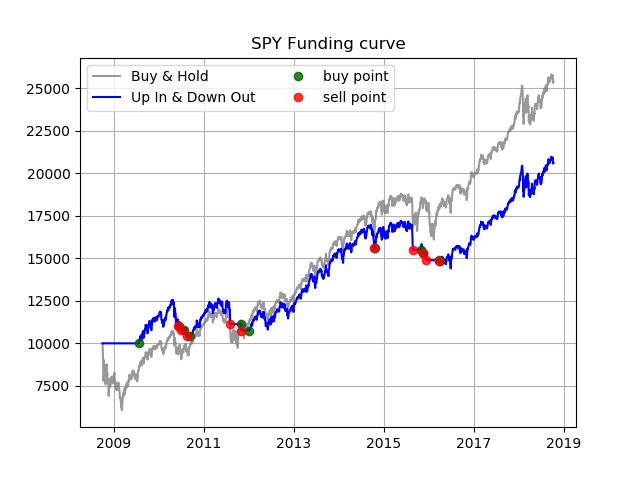 SPY Funding curve
Buy & Hold
Up In & Down Out
buy point
sell point
25000
22500
20000
17500
15000
12500
10000
7500
2009 2011 2013 2015 2017 2019